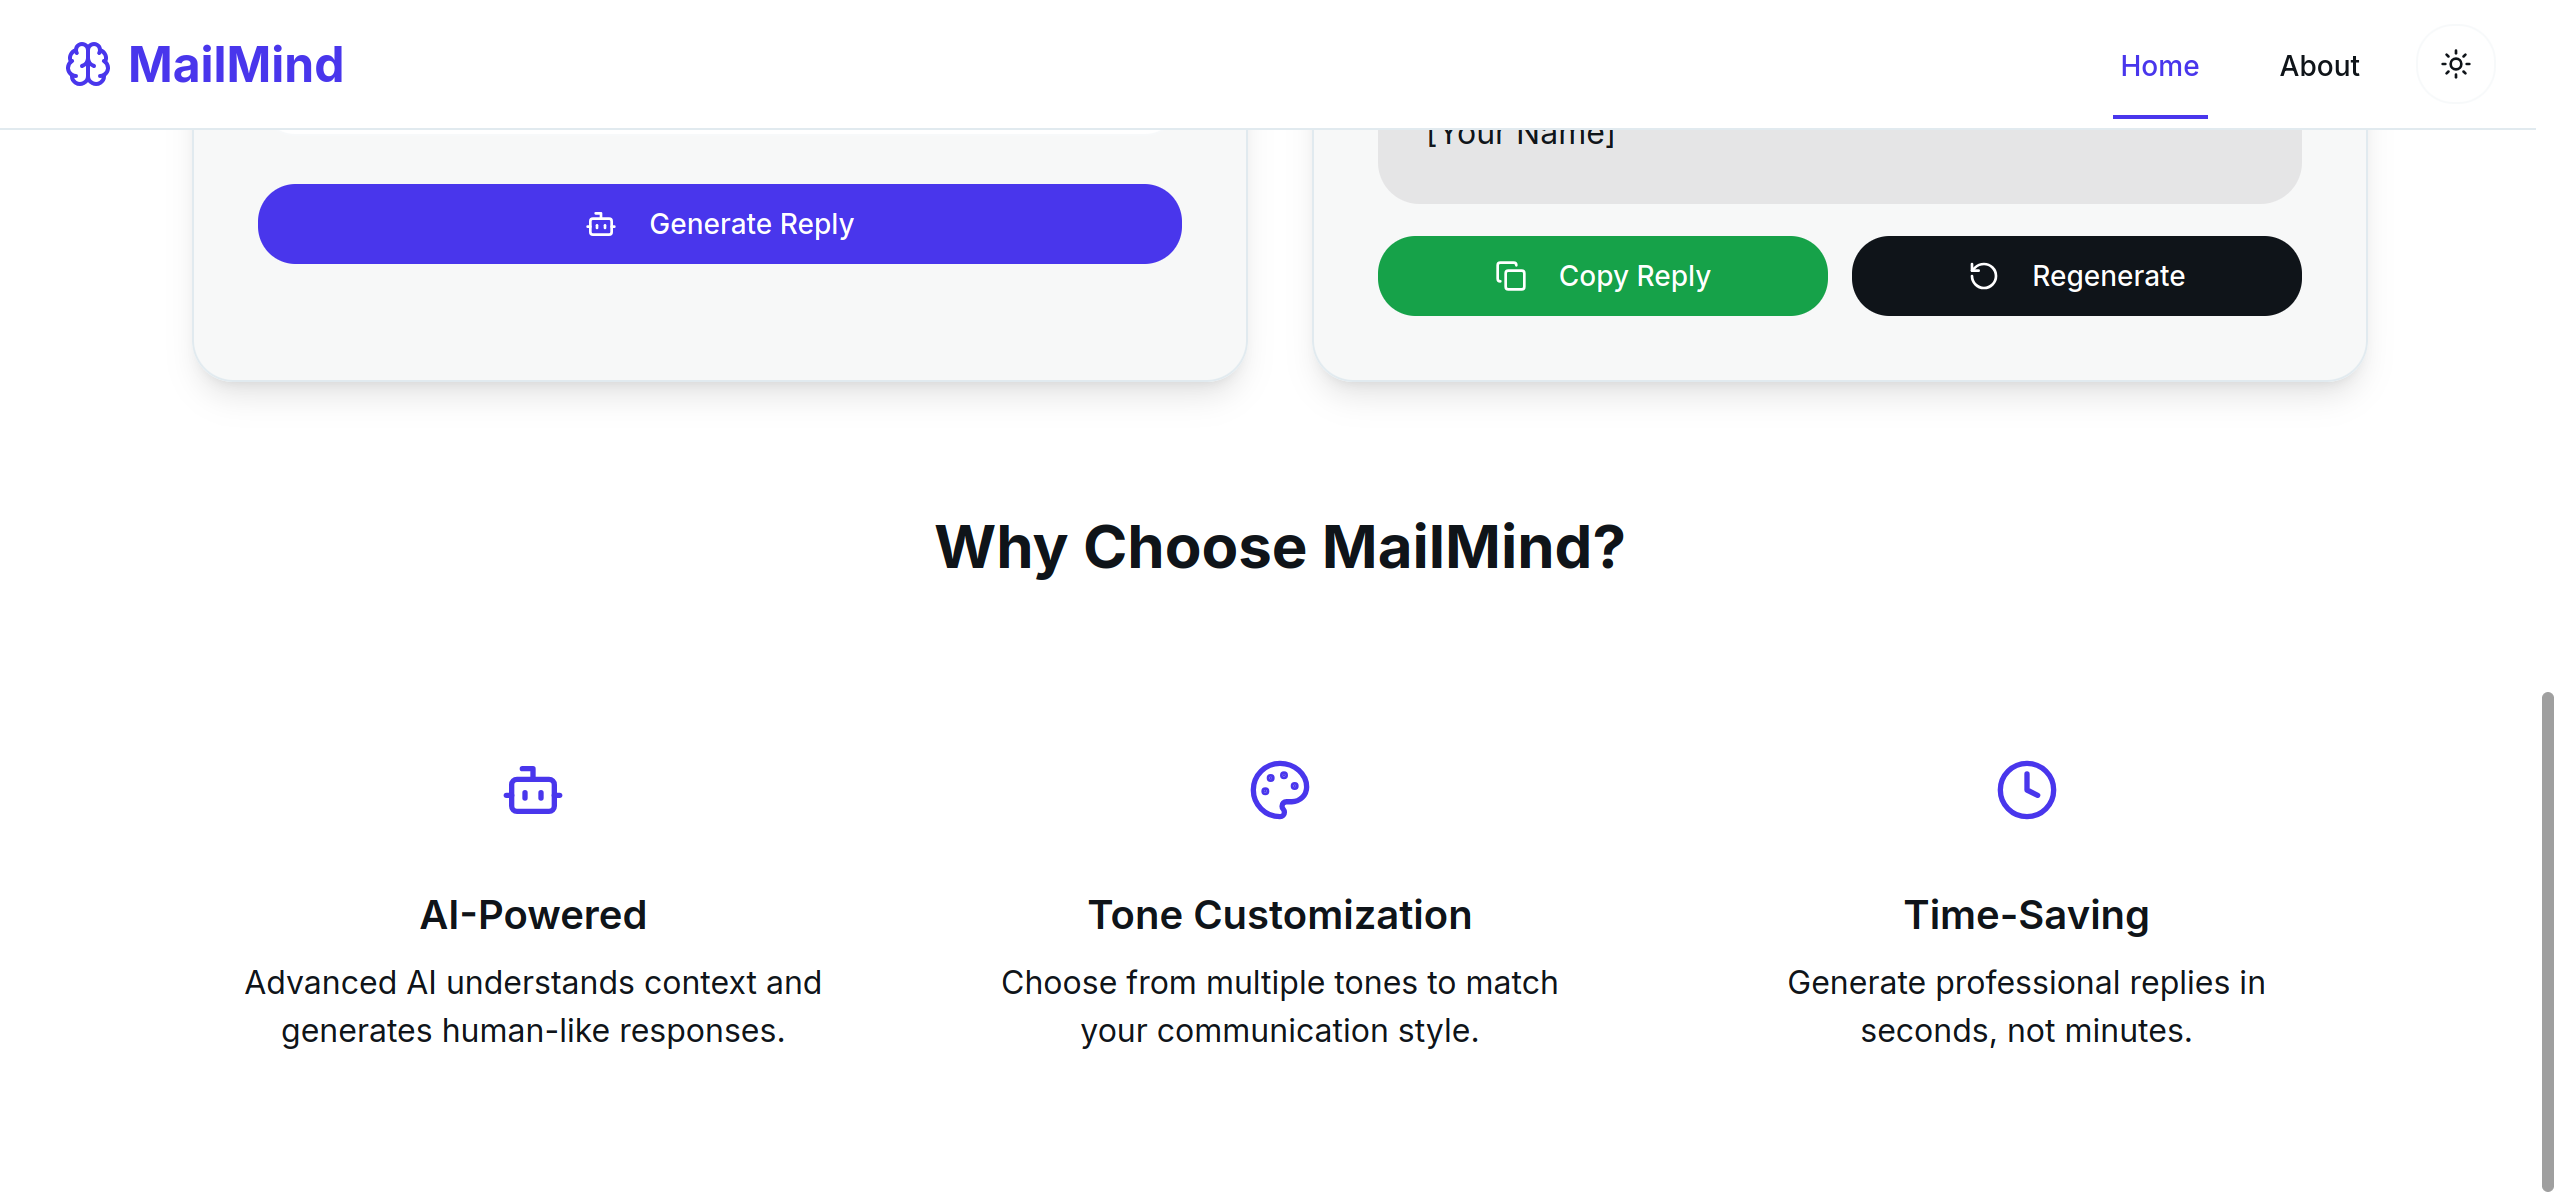 MailMind
Home
About
[Your Name]
Generate Reply
Copy Reply
Regenerate
Why Choose MailMind?
AI-Powered
Advanced AI understands context and
generates human-like responses.
Tone Customization
Choose from multiple tones to match
your communication style.
Time-Saving
Generate professional replies in
seconds, not minutes.